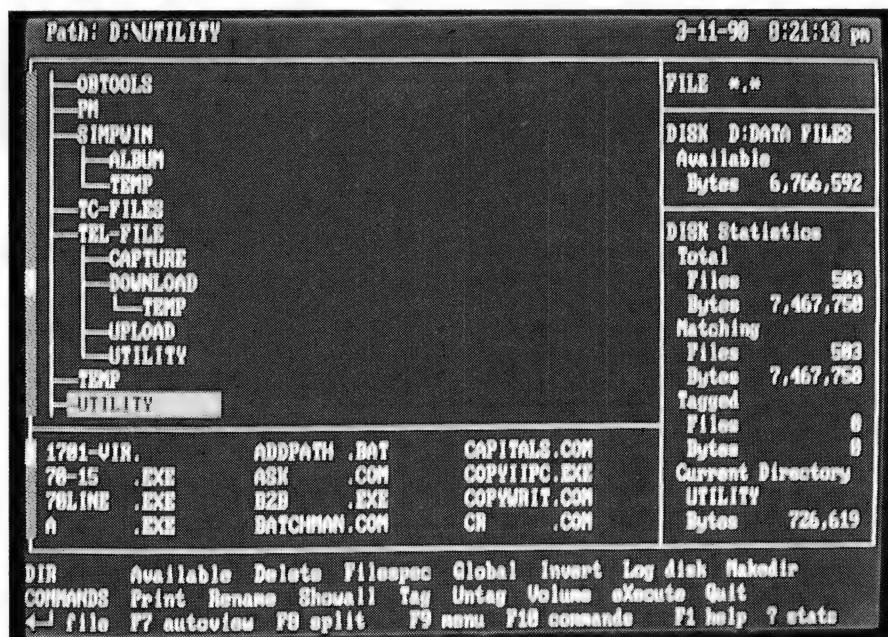 Path: D:\UTILITY
3-11-90 8:21:14 pm
OBTOOLS
PM
SIMPWIN
ALBUM
TEMP
TC-FILES
TEL-FILE
CAPTURE
DOWNLOAD
TEMP
UPLOAD
UTILITY
TEMP
UTILITY
FILE *.*
DISK D:DATA FILES
Available
Bytes 6,766,592
DISK Statistics
Total
Files 503
Bytes 7,467,750
Matching
Files 503
Bytes 7,467,750
Tagged
Files 0
Bytes 0
Current Directory
UTILITY
Bytes 726,619
1701-VIR. ADDPATH .BAT CAPITALS.COM
70-15 .EXE ASK .COM COPYIIPC.EXE
70LINE .EXE B2B .EXE COPYWRIT.COM
A .EXE BATCHMAN.COM CR .COM
DIR Available Delete Filespec Global Invert Log disk Makedir
COMMANDS Print Rename Showall Tag Untag Volume eXecute Quit
↵ file F7 autoview F8 split F9 menu F10 commands F1 help ? stats